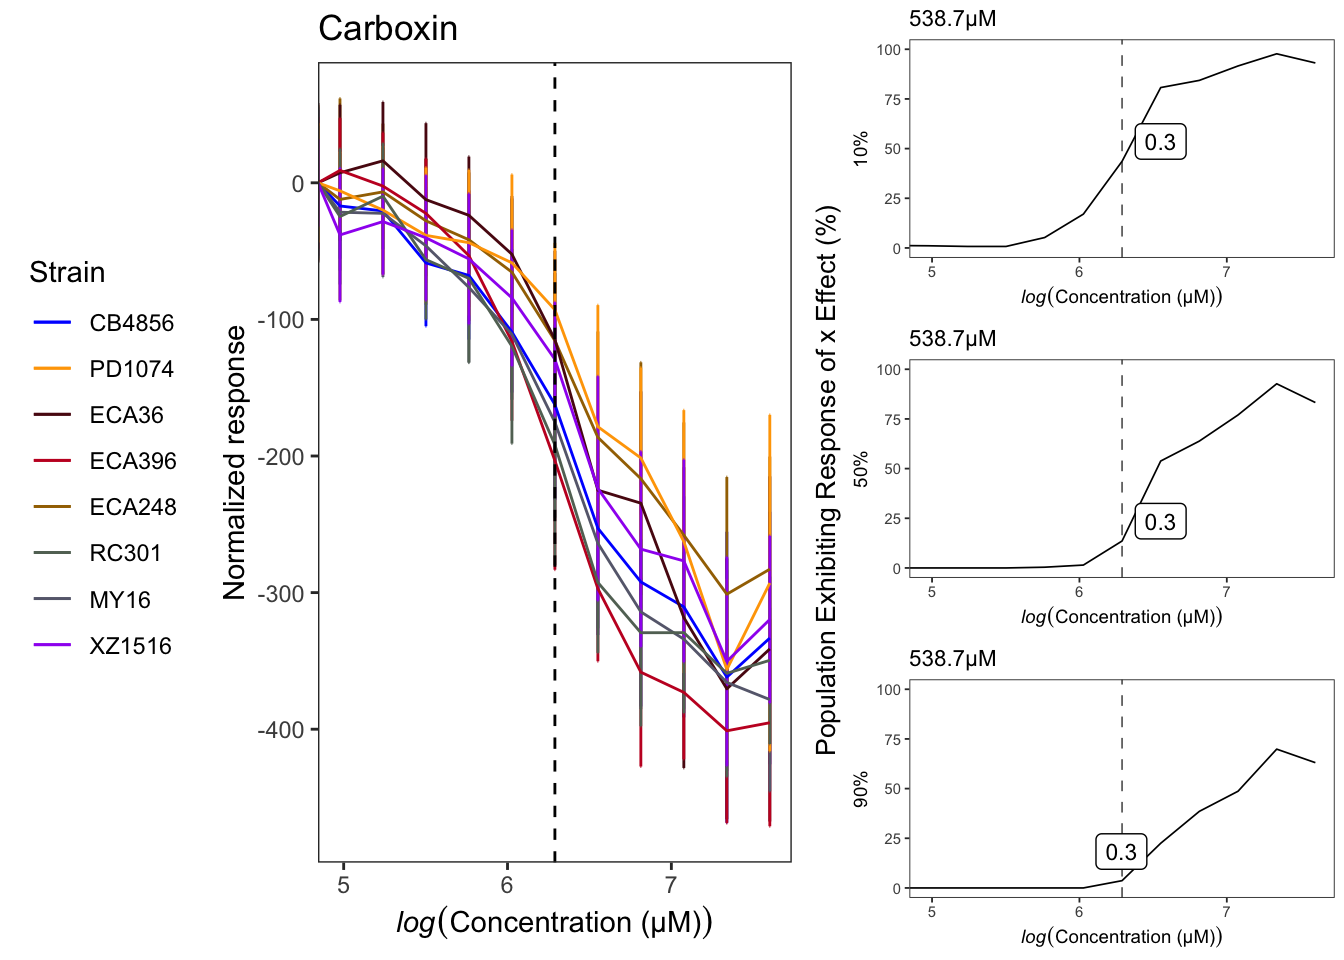 Carboxin
Normalized response
0
-100
-200
-300
-400
5
6
7
log(Concentration (µM))
Strain
CB4856
PD1074
ECA36
ECA396
ECA248
RC301
MY16
XZ1516
Population Exhibiting Response of x Effect (%)
538.7µM
10%
100
75
50
25
0
0.3
5
6
7
log(Concentration (µM))
538.7µM
50%
100
75
50
25
0
0.3
5
6
7
log(Concentration (µM))
538.7µM
90%
100
75
50
25
0
0.3
5
6
7
log(Concentration (µM))